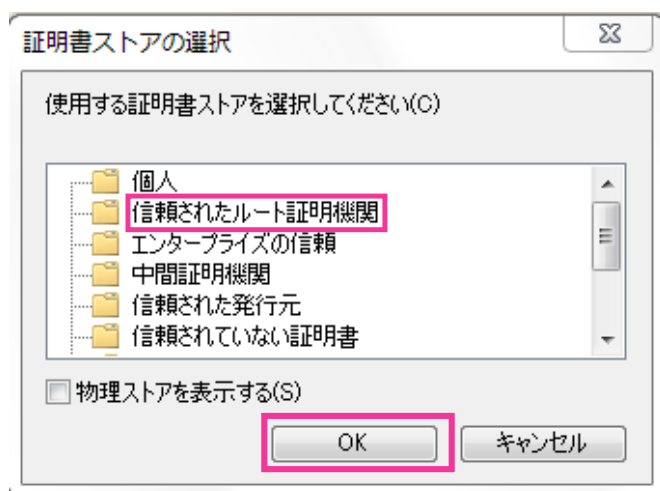 証明書ストアの選択
使用する証明書ストアを選択してください(C)
個人
信頼されたルート証明機関
エンタープライズの信頼
中間証明機関
信頼された発行元
信頼されていない証明書
物理ストアを表示する(S)
OK キャンセル